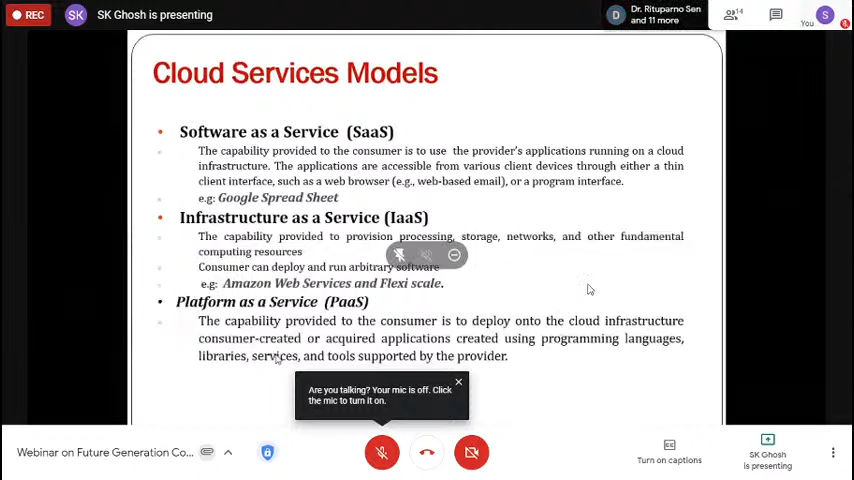 REC
SK
SK Ghosh is presenting
D
Dr. Rituparno Sen
and 11 more
14
You
S
Cloud Services Models
• Software as a Service (SaaS)
The capability provided to the consumer is to use the provider's applications running on a cloud
infrastructure. The applications are accessible from various client devices through either a thin
client interface, such as a web browser (e.g., web-based email), or a program interface.
e.g: Google Spread Sheet
• Infrastructure as a Service (IaaS)
The capability provided to provision processing, storage, networks, and other fundamental
computing resources
Consumer can deploy and run arbitrary software
e.g: Amazon Web Services and Flexi scale.
• Platform as a Service (PaaS)
The capability provided to the consumer is to deploy onto the cloud infrastructure
consumer-created or acquired applications created using programming languages,
libraries, services, and tools supported by the provider.
Are you talking? Your mic is off. Click
the mic to turn it on.
Webinar on Future Generation Co...
Turn on captions
SK Ghosh
is presenting